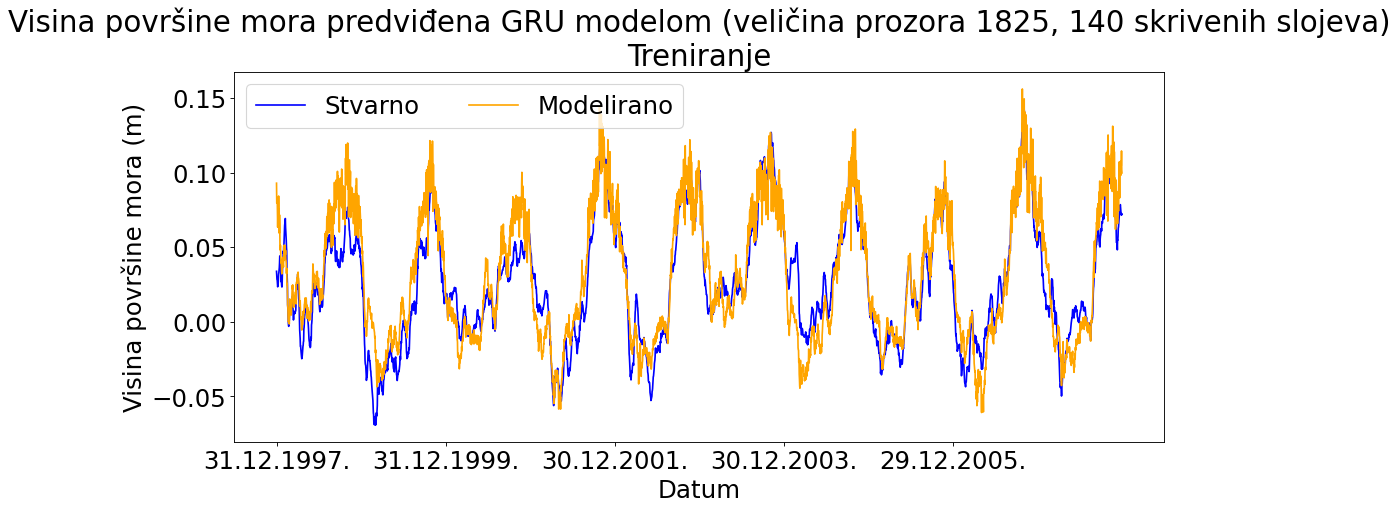 Visina površine mora predviđena GRU modelom (veličina prozora 1825, 140 skrivenih slojeva)
Treniranje
Stvarno Modelirano
Visina površine mora (m)
0.15
0.10
0.05
0.00
−0.05
31.12.1997. 31.12.1999. 30.12.2001. 30.12.2003. 29.12.2005.
Datum